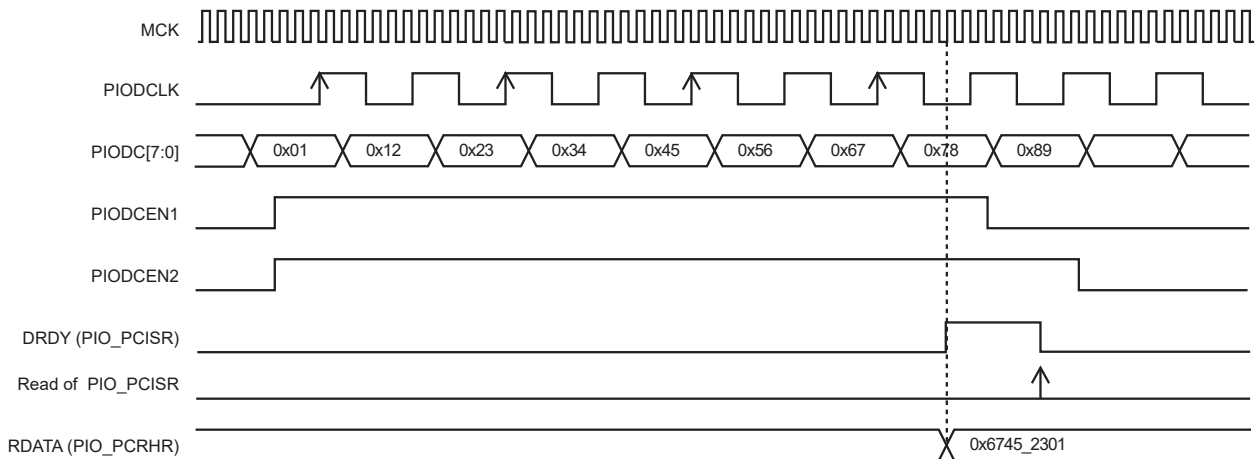 MCK
PIODCLK
PIODC[7:0] 0x01 0x12 0x23 0x34 0x45 0x56 0x67 0x78 0x89
PIODCEN1
PIODCEN2
DRDY (PIO_PCISR)
Read of PIO_PCISR
RDATA (PIO_PCRHR) 0x6745_2301